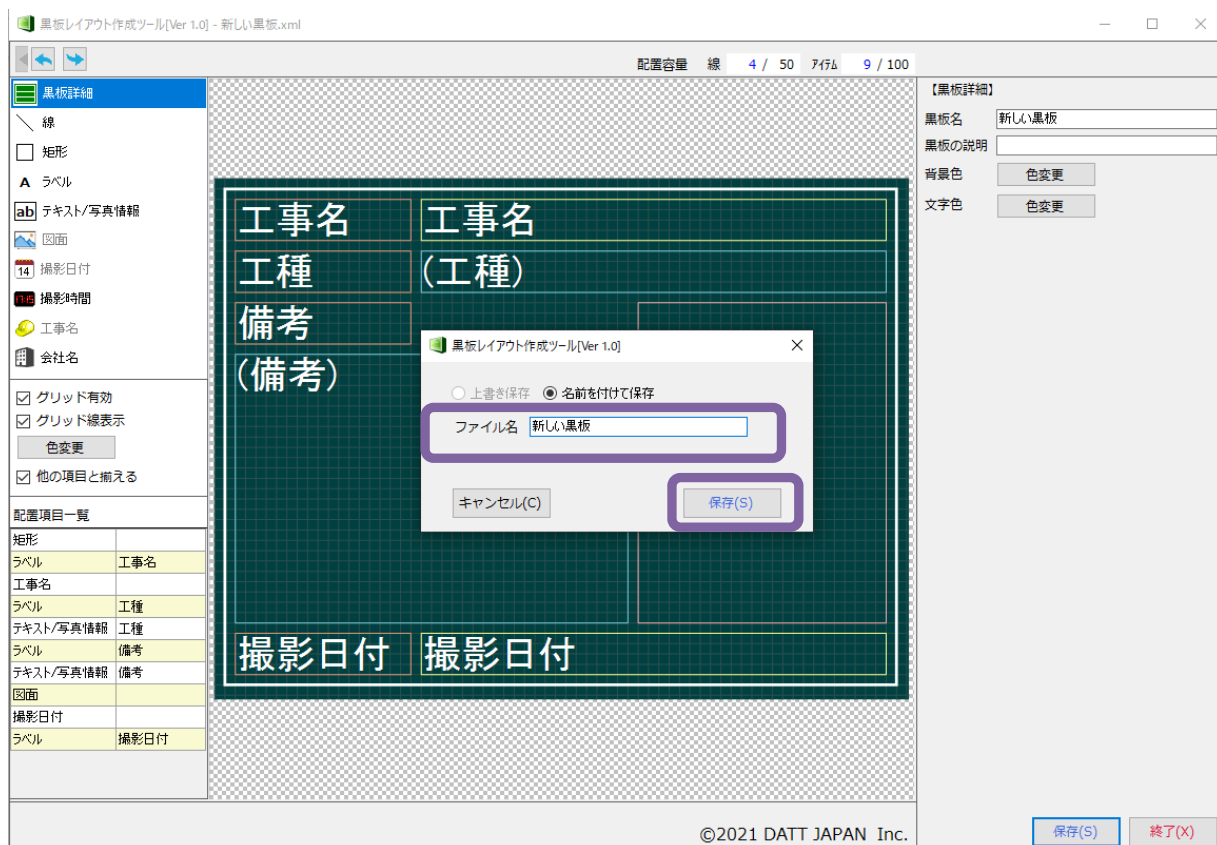 黒板レイアウト作成ツール[Ver 1.0] - 新しい黒板.xml
配置容量 線 4 / 50 ｱｲﾃﾑ 9 / 100
黒板詳細
線
矩形
A ラベル
ab テキスト/写真情報
図面
14 撮影日付
撮影時間
工事名
会社名
グリッド有効
グリッド線表示
色変更
他の項目と揃える
配置項目一覧
矩形
ラベル 工事名
工事名
ラベル 工種
テキスト/写真情報 工種
ラベル 備考
テキスト/写真情報 備考
図面
撮影日付
ラベル 撮影日付
工事名 工事名
工種 (工種)
備考
(備考)
撮影日付 撮影日付
黒板レイアウト作成ツール[Ver 1.0]
上書き保存 名前を付けて保存
ファイル名 新しい黒板
キャンセル(C) 保存(S)
【黒板詳細】
黒板名 新しい黒板
黒板の説明
背景色 色変更
文字色 色変更
©2021 DATT JAPAN Inc.
保存(S) 終了(X)